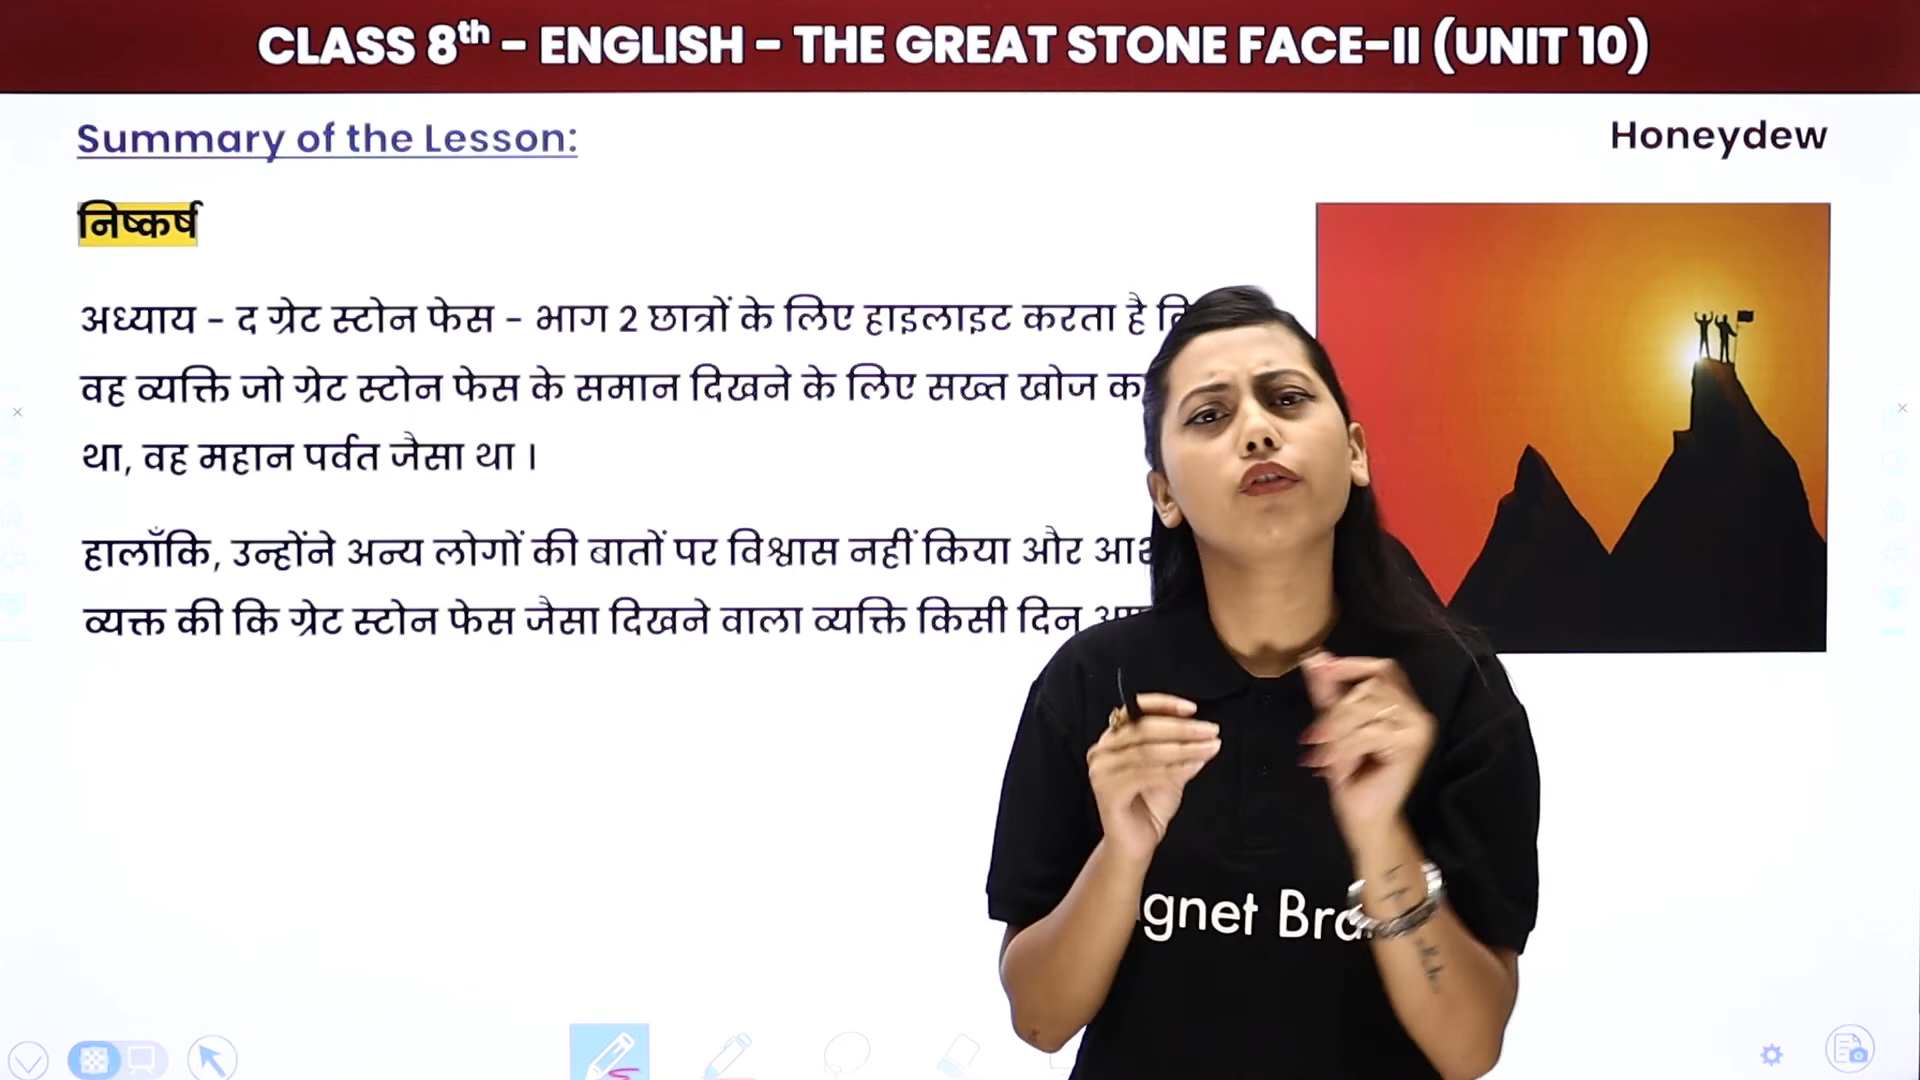 CLASS 8th - ENGLISH - THE GREAT STONE FACE-II (UNIT 10)
Summary of the Lesson:
Honeydew
निष्कर्ष
अध्याय - द ग्रेट स्टोन फेस - भाग 2 छात्रों के लिए हाइलाइट करता है
वह व्यक्ति जो ग्रेट स्टोन फेस के समान दिखने के लिए सख्त खोज
था, वह महान पर्वत जैसा था ।
हालाँकि, उन्होंने अन्य लोगों की बातों पर विश्वास नहीं किया और
व्यक्त की कि ग्रेट स्टोन फेस जैसा दिखने वाला व्यक्ति किसी दिन
gnet Bra